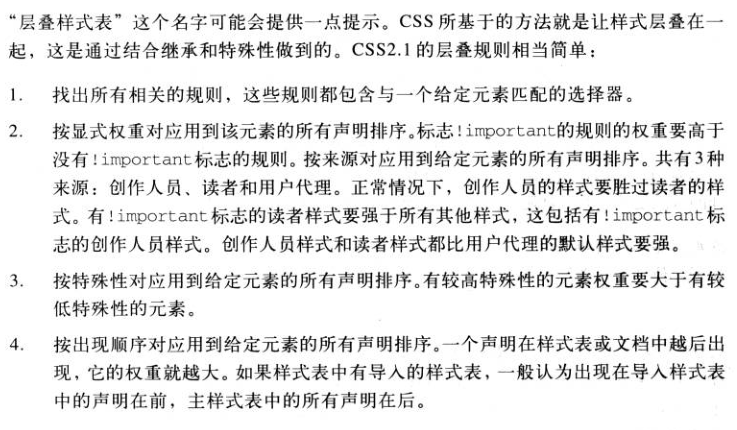 “层叠样式表”这个名字可能会提供一点提示。CSS 所基于的方法就是让样式层叠在一
起，这是通过结合继承和特殊性做到的。CSS2.1 的层叠规则相当简单：
1. 找出所有相关的规则，这些规则都包含与一个给定元素匹配的选择器。
2. 按显式权重对应用到该元素的所有声明排序。标志!important的规则的权重要高于
没有!important标志的规则。按来源对应用到给定元素的所有声明排序。共有3种
来源：创作人员、读者和用户代理。正常情况下，创作人员的样式要胜过读者的样
式。有!important标志的读者样式要强于所有其他样式，这包括有!important标
志的创作人员样式。创作人员样式和读者样式都比用户代理的默认样式要强。
3. 按特殊性对应用到给定元素的所有声明排序。有较高特殊性的元素权重要大于有较
低特殊性的元素。
4. 按出现顺序对应用到给定元素的所有声明排序。一个声明在样式表或文档中越后出
现，它的权重就越大。如果样式表中有导入的样式表，一般认为出现在导入样式表
中的声明在前，主样式表中的所有声明在后。